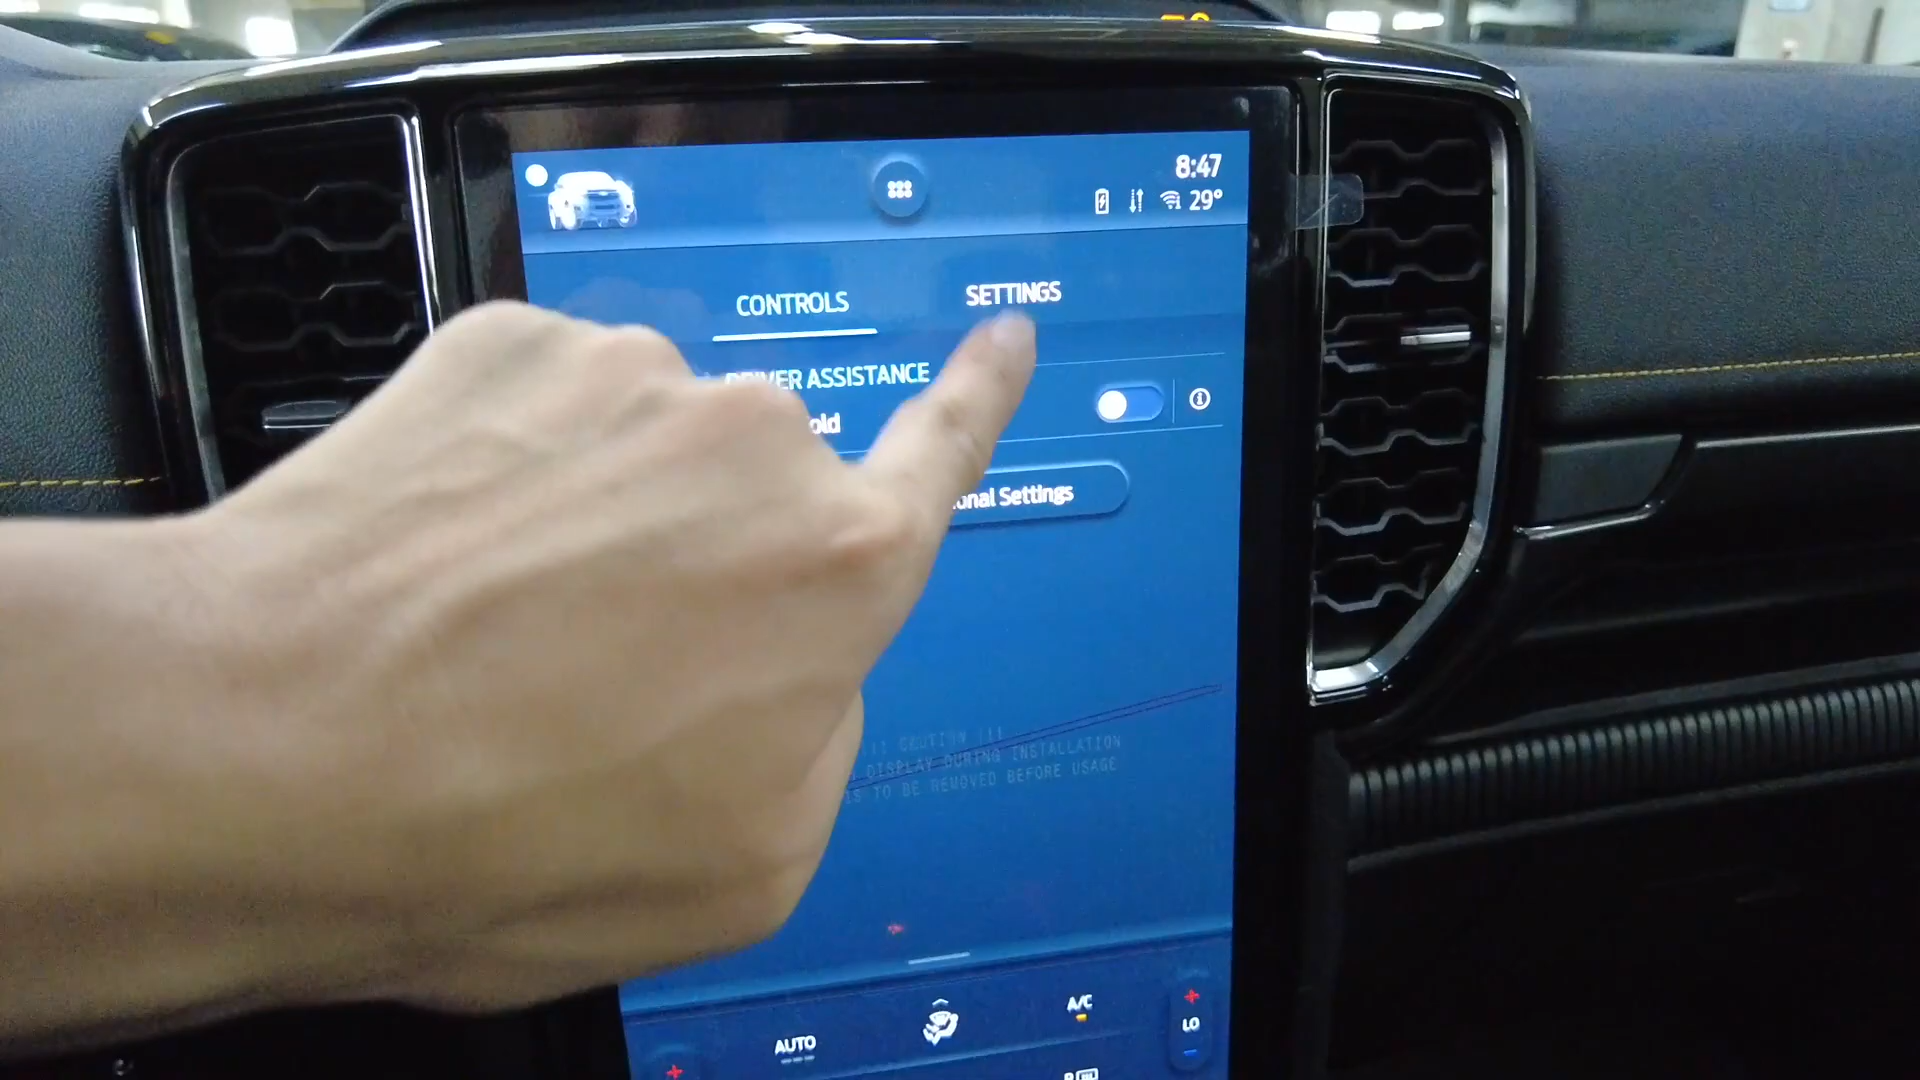 8:47
29°
CONTROLS
SETTINGS
DRIVER ASSISTANCE
old
onal Settings
!!! CAUTION !!!
DISPLAY DURING INSTALLATION
IS TO BE REMOVED BEFORE USAGE
A/C
AUTO
LO
R